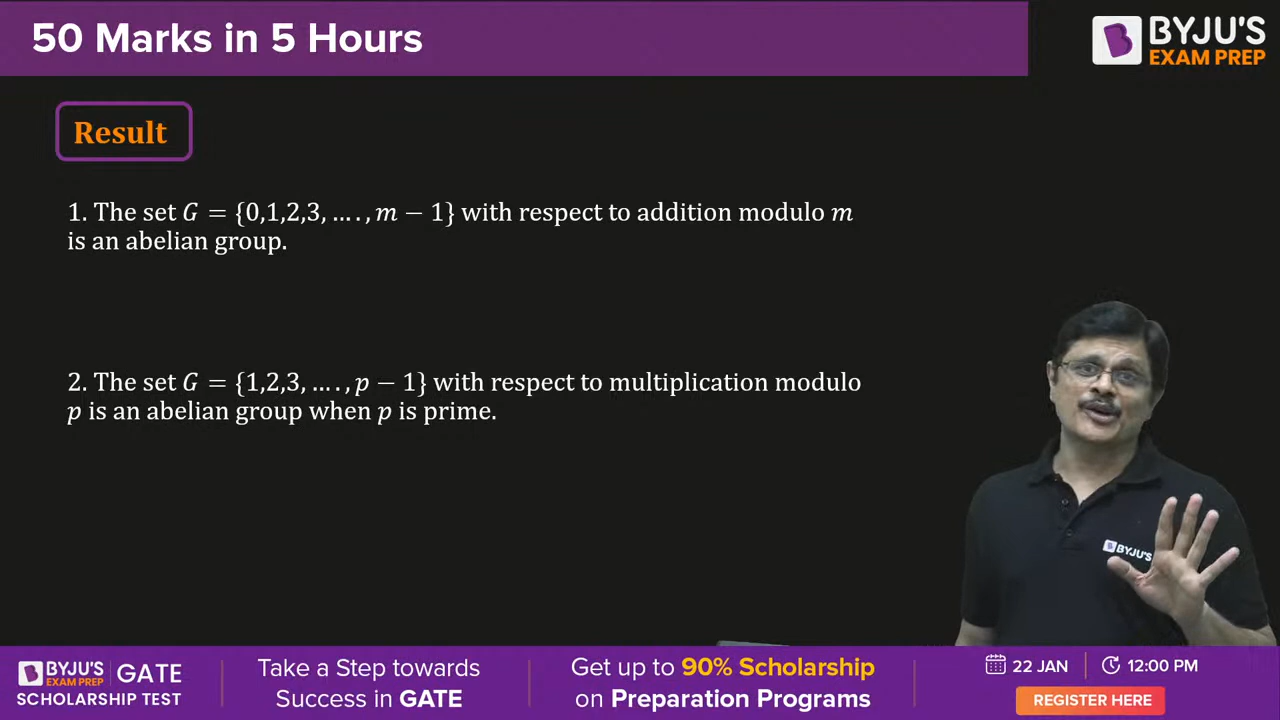 50 Marks in 5 Hours
BYJU'S
EXAM PREP
Result
1. The set G = {0,1,2,3, … . , m − 1} with respect to addition modulo m
is an abelian group.
2. The set G = {1,2,3, … . , p − 1} with respect to multiplication modulo
p is an abelian group when p is prime.
BYJU'S
BYJU'S
EXAM PREP
GATE
SCHOLARSHIP TEST
Take a Step towards
Success in GATE
Get up to 90% Scholarship
on Preparation Programs
22 JAN
12:00 PM
REGISTER HERE